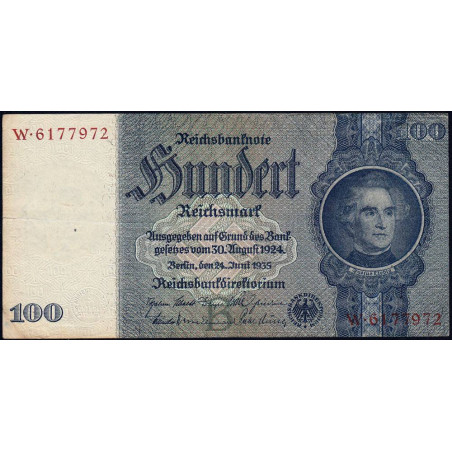 W·6177972
100
Reichsbanknote
Hundert
Reichsmark
Ausgegeben auf Grund des Bank-
gesetzes vom 30. August 1924.
Berlin, den 24. Juni 1935
Reichsbankdirektorium
B
100
W·6177972